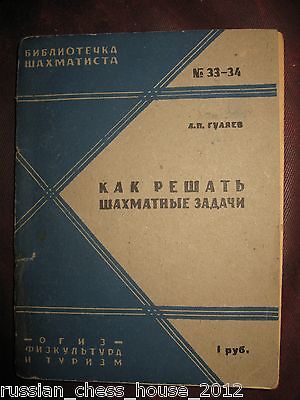 БИБЛИОТЕЧКА
ШАХМАТИСТА
№ 33-34
А.П. ГУЛЯЕВ
КАК РЕШАТЬ
ШАХМАТНЫЕ ЗАДАЧИ
—ОГИЗ—
ФИЗКУЛЬТУРА
И ТУРИЗМ
1 руб.
russian_chess_house_2012